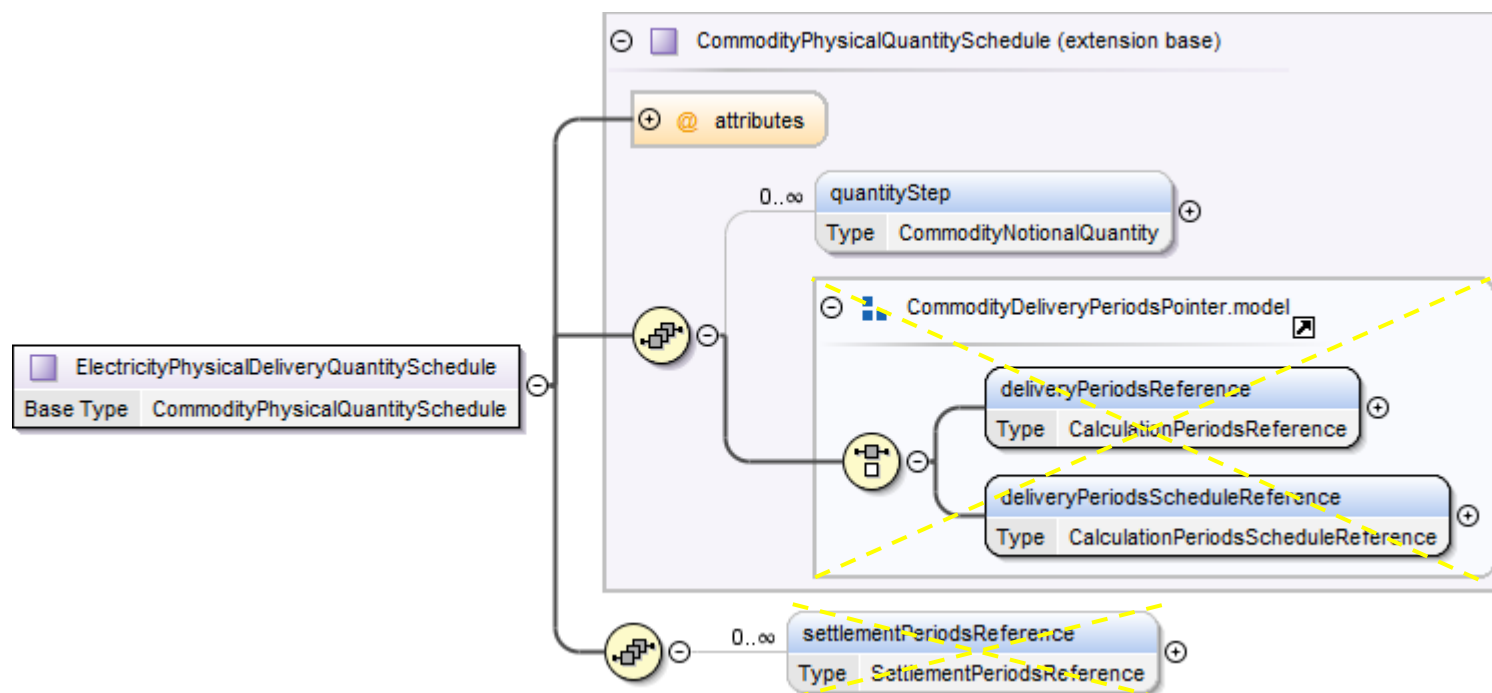 CommodityPhysicalQuantitySchedule (extension base)
@ attributes
0..∞
quantityStep
Type CommodityNotionalQuantity
CommodityDeliveryPeriodsPointer.model
ElectricityPhysicalDeliveryQuantitySchedule
Base Type CommodityPhysicalQuantitySchedule
deliveryPeriodsReference
Type CalculationPeriodsReference
deliveryPeriodsScheduleReference
Type CalculationPeriodsScheduleReference
0..∞
settlementPeriodsReference
Type SettlementPeriodsReference